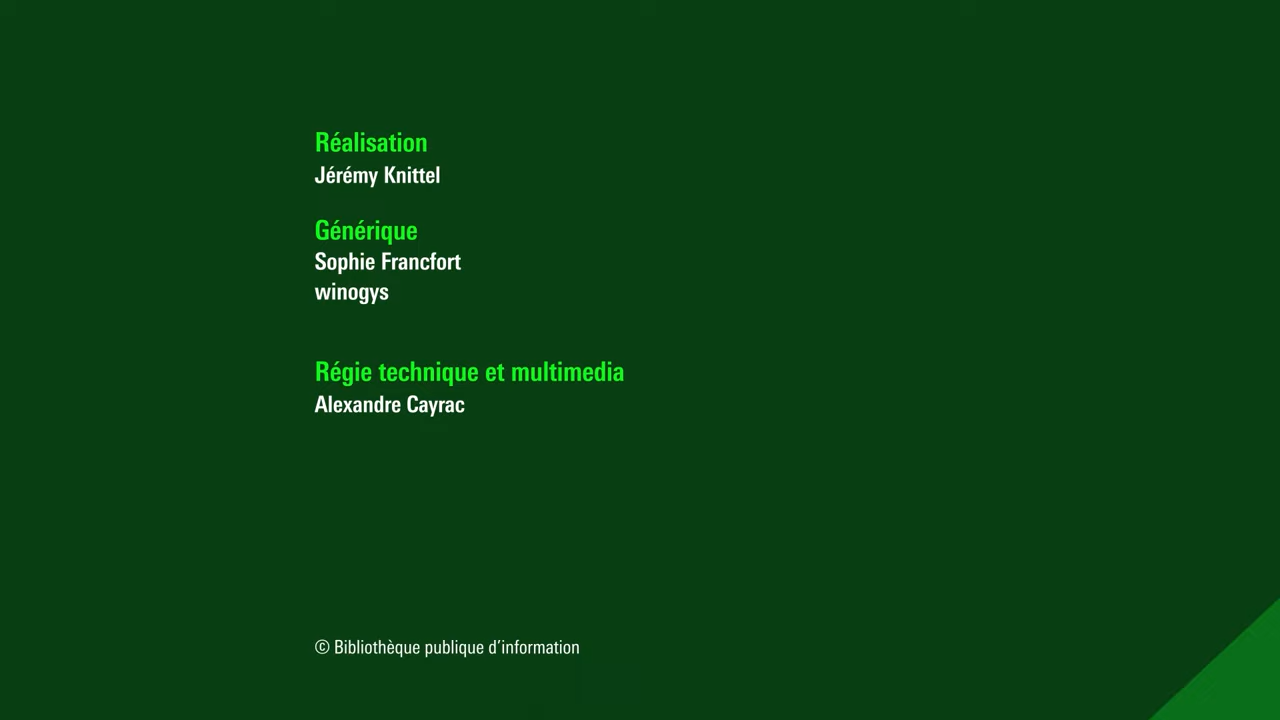 Réalisation
Jérémy Knittel
Générique
Sophie Francfort
winogys
Régie technique et multimedia
Alexandre Cayrac
© Bibliothèque publique d’information